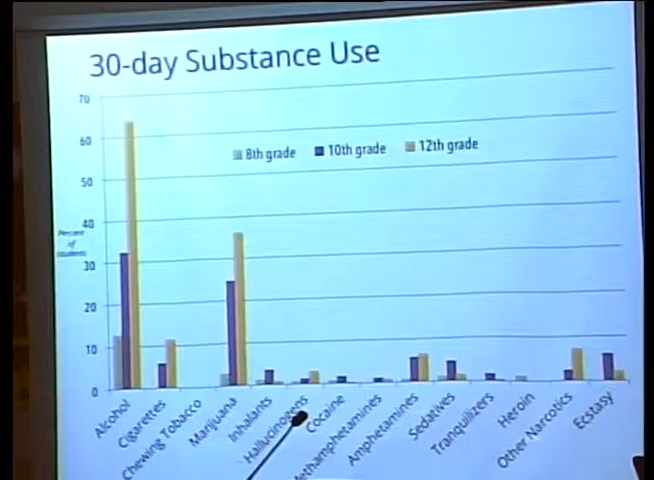 30-day Substance Use
70
60
50
40
30
20
10
0
Percent
of
students
8th grade
10th grade
12th grade
Alcohol
Cigarettes
Chewing Tobacco
Marijuana
Inhalants
Hallucinogens
Cocaine
Methamphetamines
Amphetamines
Sedatives
Tranquilizers
Heroin
Other Narcotics
Ecstasy